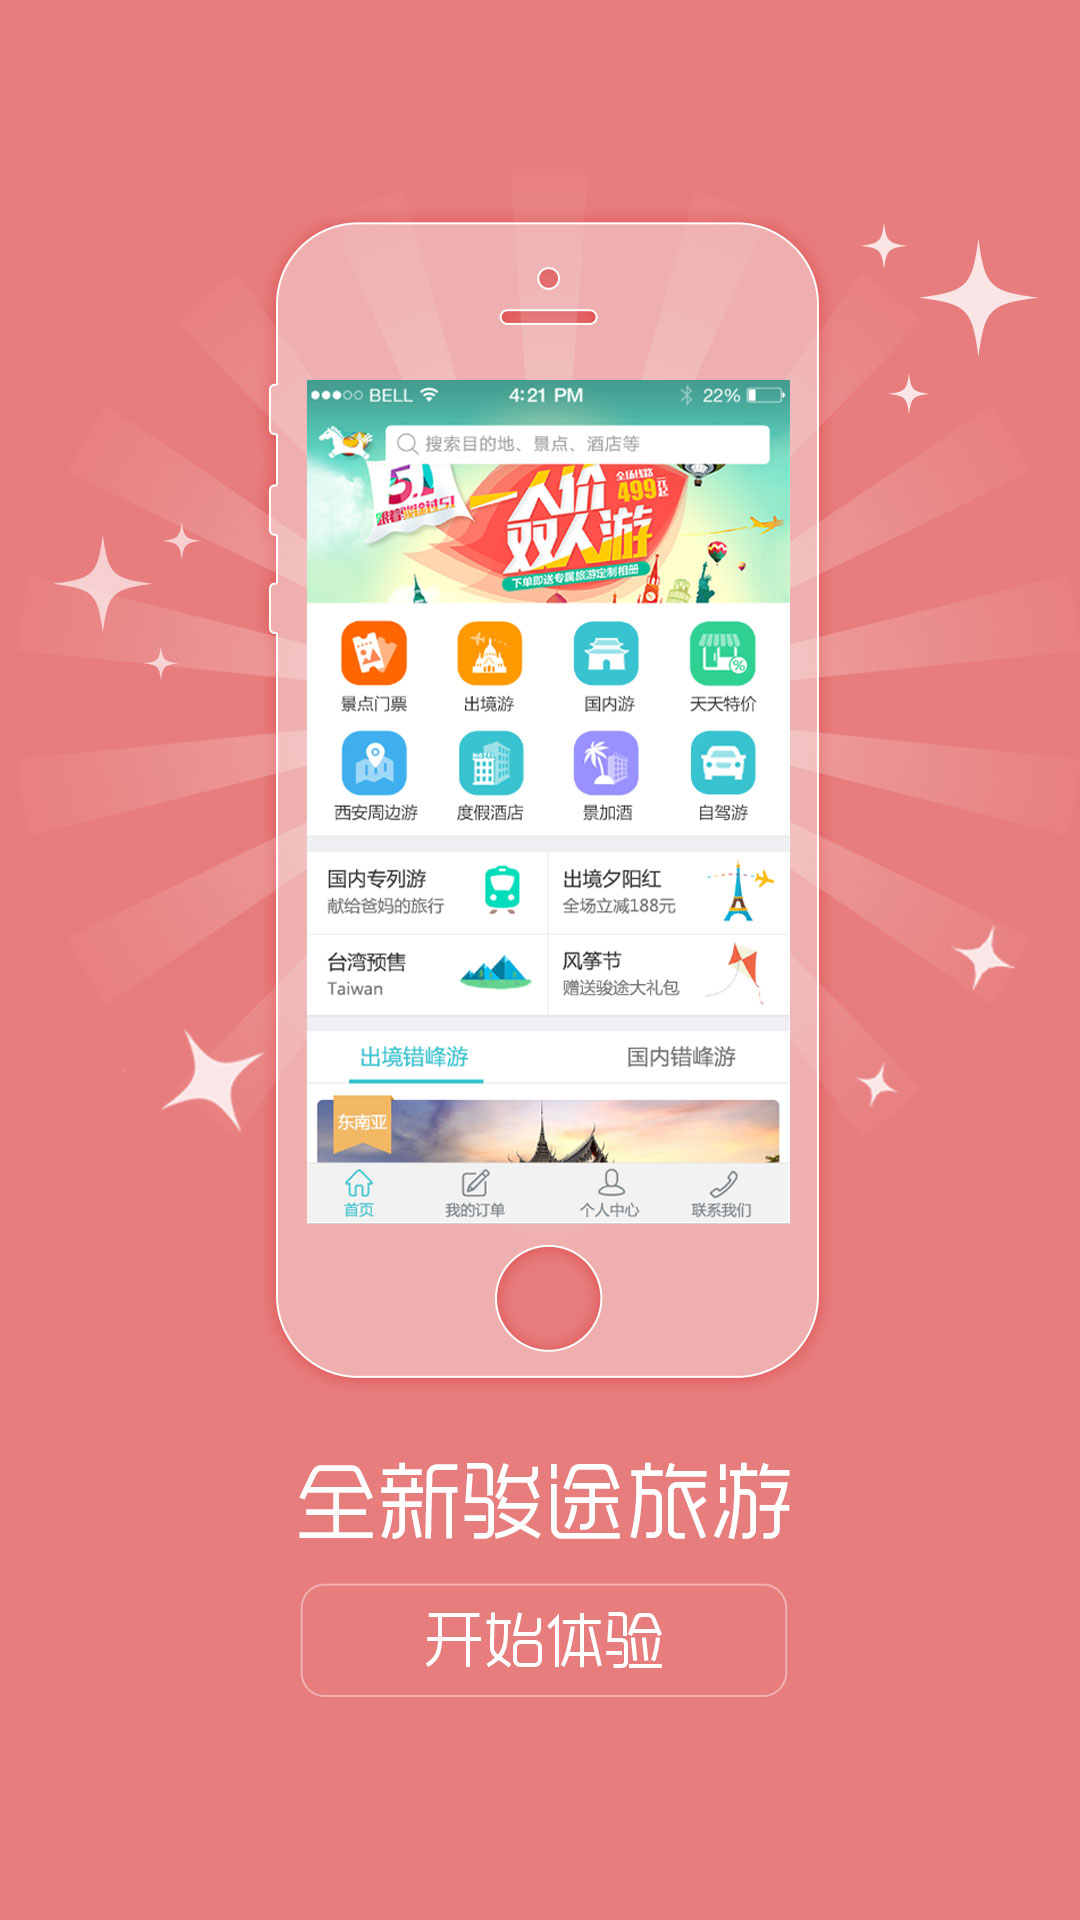 BELL 4:21 PM 22%
搜索目的地、景点、酒店等
5.1
跟着骏途过51
一人价
全场线路
499元起
双人游
下单即送专属旅游定制相册
景点门票 出境游 国内游 天天特价
HOTEL
西安周边游 度假酒店 景加酒 自驾游
国内专列游
献给爸妈的旅行
出境夕阳红
全场立减188元
台湾预售
Taiwan
风筝节
赠送骏途大礼包
出境错峰游 国内错峰游
东南亚
首页 我的订单 个人中心 联系我们
全新骏途旅游
开始体验